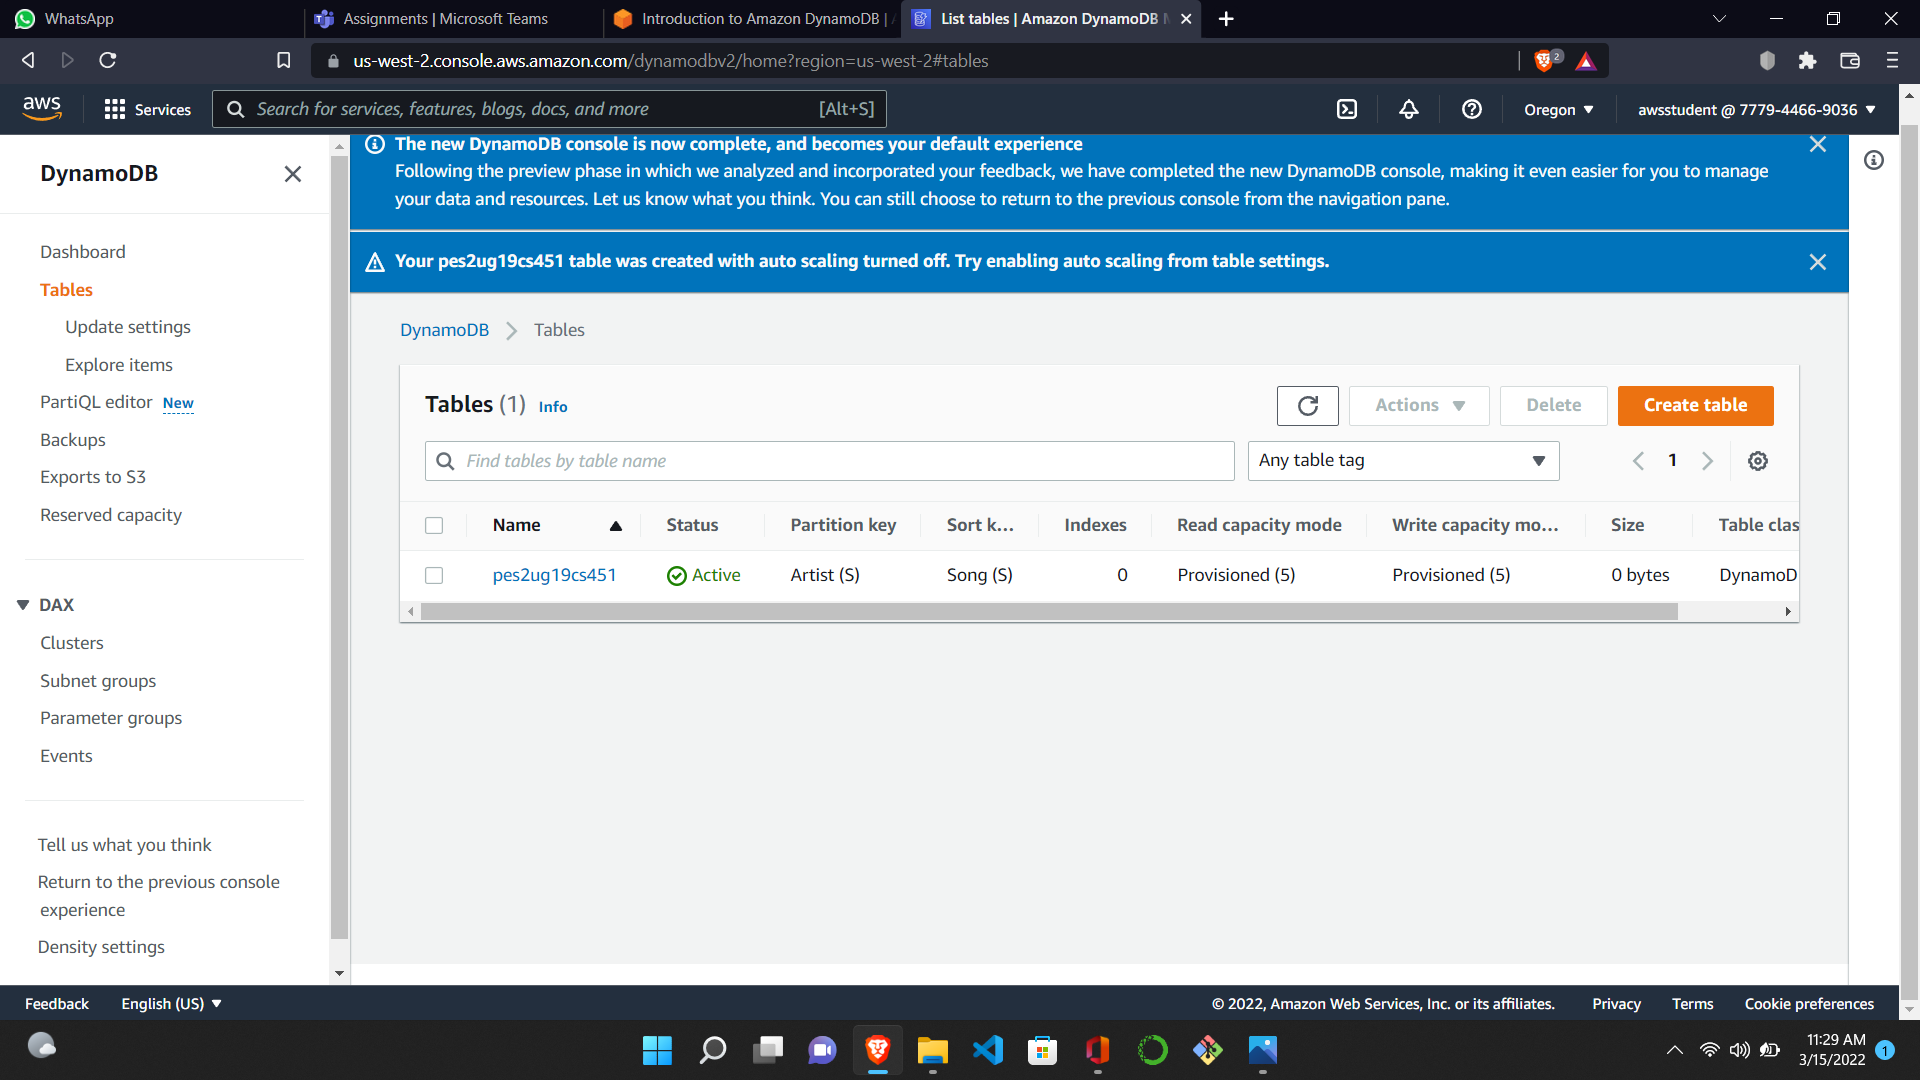 WhatsApp
Assignments | Microsoft Teams
Introduction to Amazon DynamoDB |
List tables | Amazon DynamoDB
us-west-2.console.aws.amazon.com/dynamodbv2/home?region=us-west-2#tables
2
aws
Services
Search for services, features, blogs, docs, and more
[Alt+S]
Oregon
awsstudent @ 7779-4466-9036
DynamoDB
Dashboard
Tables
Update settings
Explore items
PartiQL editor New
Backups
Exports to S3
Reserved capacity
DAX
Clusters
Subnet groups
Parameter groups
Events
Tell us what you think
Return to the previous console
experience
Density settings
The new DynamoDB console is now complete, and becomes your default experience
Following the preview phase in which we analyzed and incorporated your feedback, we have completed the new DynamoDB console, making it even easier for you to manage
your data and resources. Let us know what you think. You can still choose to return to the previous console from the navigation pane.
Your pes2ug19cs451 table was created with auto scaling turned off. Try enabling auto scaling from table settings.
DynamoDB > Tables
Tables (1) Info
Actions
Delete
Create table
Find tables by table name
Any table tag
1
Name Status Partition key Sort k... Indexes Read capacity mode Write capacity mo... Size Table clas
pes2ug19cs451 Active Artist (S) Song (S) 0 Provisioned (5) Provisioned (5) 0 bytes DynamoD
Feedback
English (US)
© 2022, Amazon Web Services, Inc. or its affiliates.
Privacy
Terms
Cookie preferences
11:29 AM
3/15/2022
1